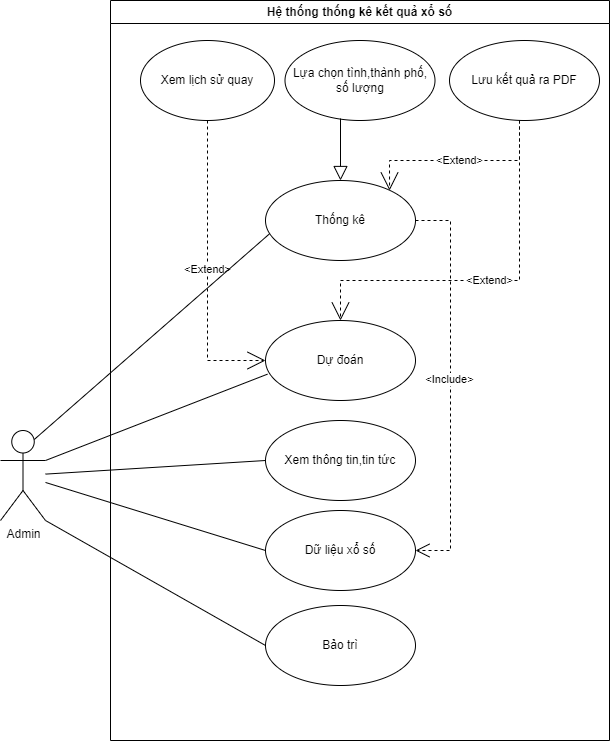 Hệ thống thống kê kết quả xổ số
Xem lịch sử quay
Lựa chọn tỉnh,thành phố,
số lượng
Lưu kết quả ra PDF
<Extend>
Thống kê
<Extend>
<Extend>
Dự đoán
<Include>
Xem thông tin,tin tức
Admin
Dữ liệu xổ số
Bảo trì